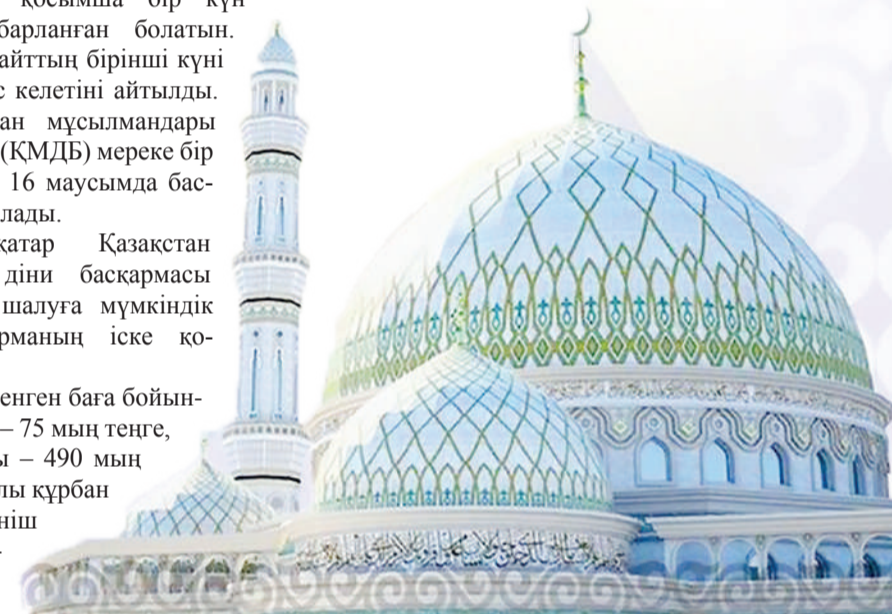 қосымша бір күн
барланған болатын.
айттың бірінші күні
с келетіні айтылды.
ан мұсылмандары
(ҚМДБ) мереке бір
16 маусымда бас-
лады.
қатар Қазақстан
діни басқармасы
шалуға мүмкіндік
рманың іске қо-
енген баға бойын-
– 75 мың теңге,
ы – 490 мың
лы құрбан
ніш